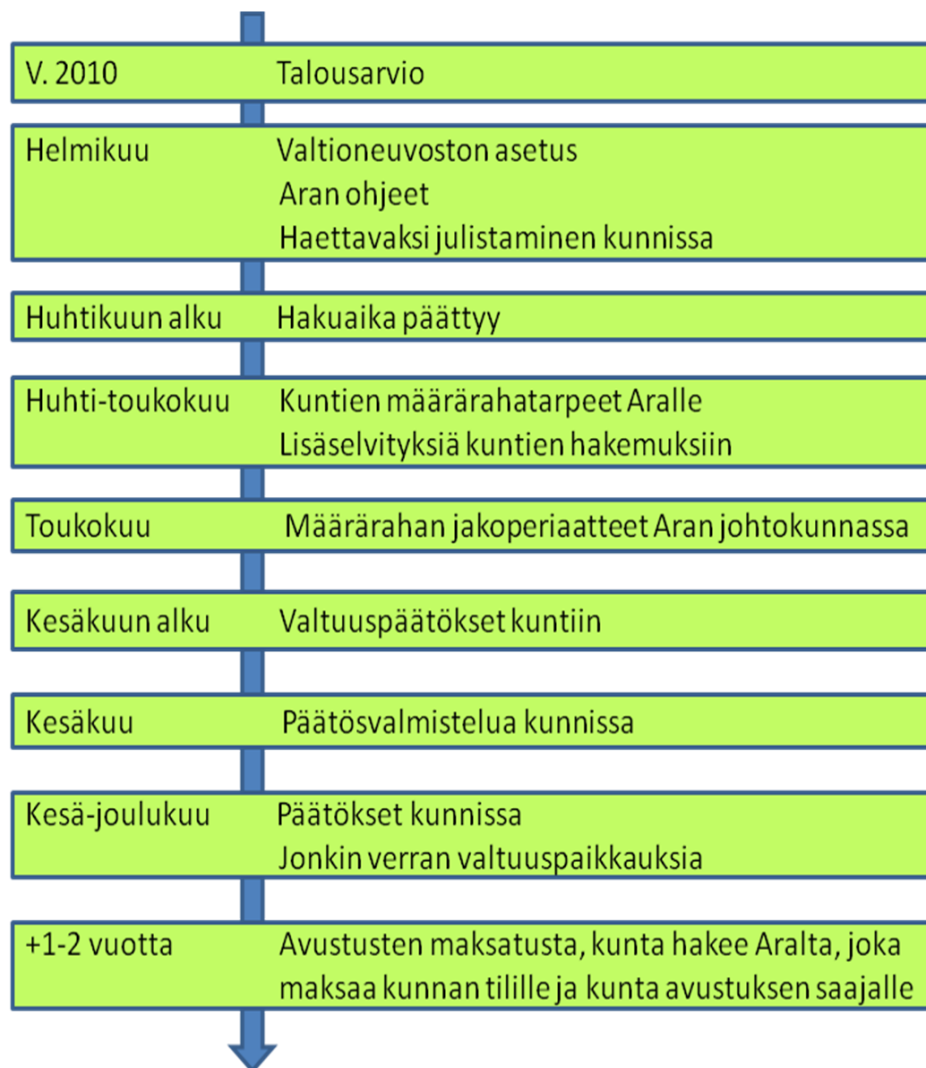 V. 2010 Talousarvio
Helmikuu Valtioneuvoston asetus
Aran ohjeet
Haettavaksi julistaminen kunnissa
Huhtikuun alku Hakuaika päättyy
Huhti-toukokuu Kuntien määrärahatarpeet Aralle
Lisäselvityksiä kuntien hakemuksiin
Toukokuu Määrärahan jakoperiaatteet Aran johtokunnassa
Kesäkuun alku Valtuuspäätökset kuntiin
Kesäkuu Päätösvalmistelua kunnissa
Kesä-joulukuu Päätökset kunnissa
Jonkin verran valtuuspaikkauksia
+1-2 vuotta Avustusten maksatusta, kunta hakee Aralta, joka
maksaa kunnan tilille ja kunta avustuksen saajalle